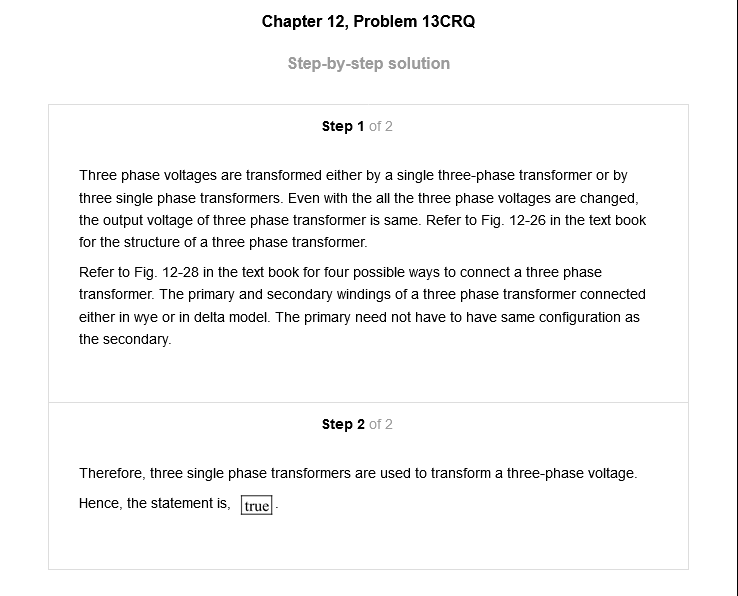 Chapter 12, Problem 13CRQ
Step-by-step solution
Step 1 of 2
Three phase voltages are transformed either by a single three-phase transformer or by
three single phase transformers. Even with the all the three phase voltages are changed,
the output voltage of three phase transformer is same. Refer to Fig. 12-26 in the text book
for the structure of a three phase transformer.
Refer to Fig. 12-28 in the text book for four possible ways to connect a three phase
transformer. The primary and secondary windings of a three phase transformer connected
either in wye or in delta model. The primary need not have to have same configuration as
the secondary.
Step 2 of 2
Therefore, three single phase transformers are used to transform a three-phase voltage.
Hence, the statement is, true.